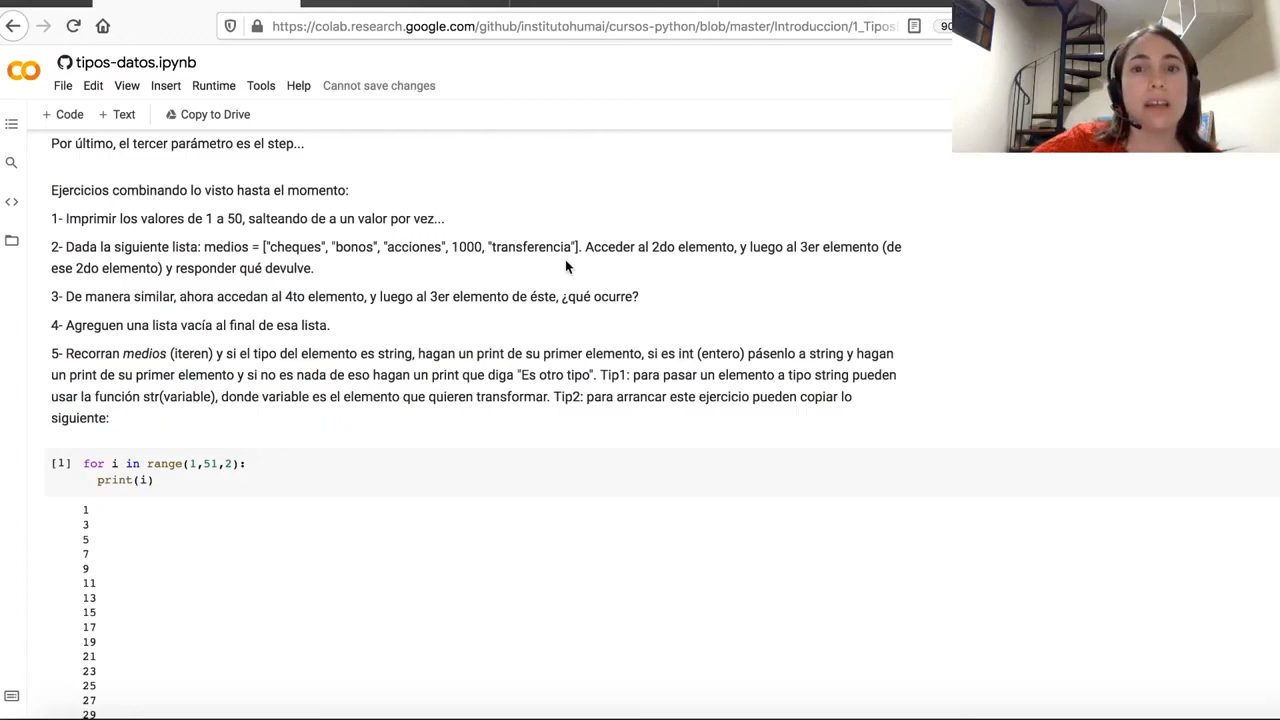 https://colab.research.google.com/github/institutohumai/cursos-python/blob/master/Introduccion/1_Tipos
90
CO
tipos-datos.ipynb
File Edit View Insert Runtime Tools Help Cannot save changes
+ Code + Text Copy to Drive
Por último, el tercer parámetro es el step...
Ejercicios combinando lo visto hasta el momento:
1- Imprimir los valores de 1 a 50, salteando de a un valor por vez...
2- Dada la siguiente lista: medios = ["cheques", "bonos", "acciones", 1000, "transferencia"]. Acceder al 2do elemento, y luego al 3er elemento (de
ese 2do elemento) y responder qué devulve.
3- De manera similar, ahora accedan al 4to elemento, y luego al 3er elemento de éste, ¿qué ocurre?
4- Agreguen una lista vacía al final de esa lista.
5- Recorran medios (iteren) y si el tipo del elemento es string, hagan un print de su primer elemento, si es int (entero) pásenlo a string y hagan
un print de su primer elemento y si no es nada de eso hagan un print que diga "Es otro tipo". Tip1: para pasar un elemento a tipo string pueden
usar la función str(variable), donde variable es el elemento que quieren transformar. Tip2: para arrancar este ejercicio pueden copiar lo
siguiente:
[1] for i in range(1,51,2):
print(i)
1
3
5
7
9
11
13
15
17
19
21
23
25
27
29